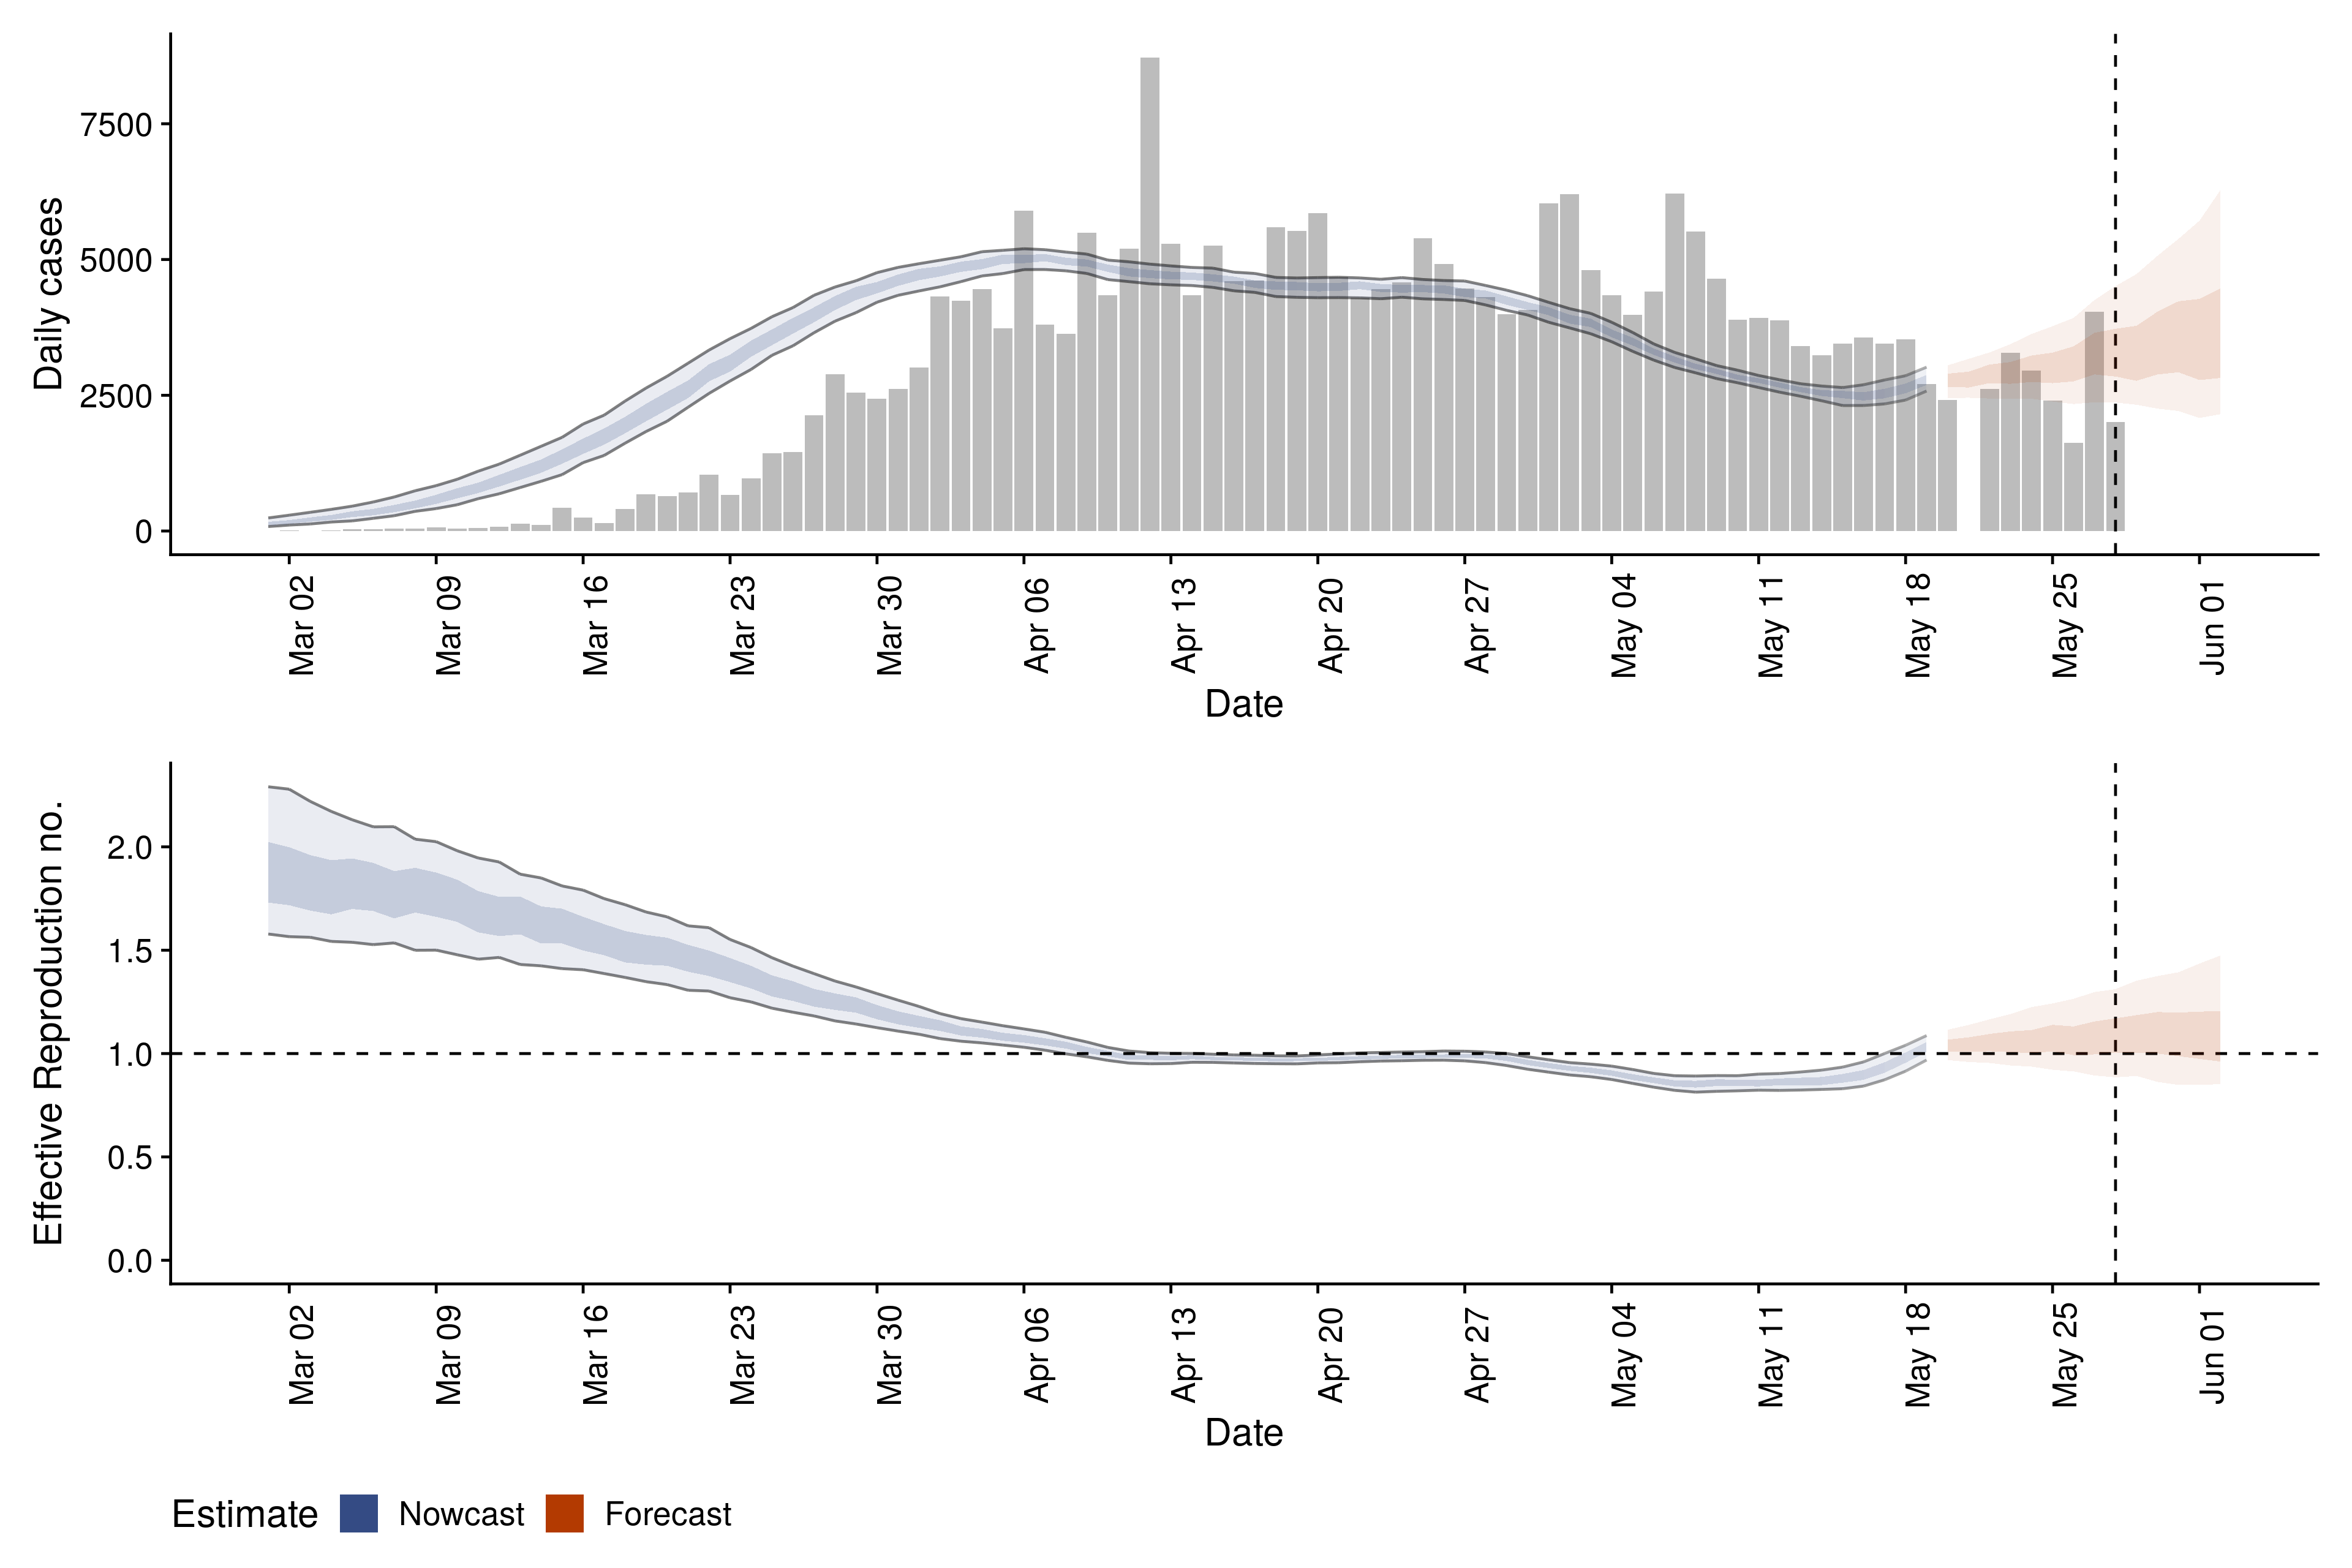 Daily cases
7500
5000
2500
0
Mar 02
Mar 09
Mar 16
Mar 23
Mar 30
Apr 06
Apr 13
Apr 20
Apr 27
May 04
May 11
May 18
May 25
Jun 01
Date
Effective Reproduction no.
2.0
1.5
1.0
0.5
0.0
Mar 02
Mar 09
Mar 16
Mar 23
Mar 30
Apr 06
Apr 13
Apr 20
Apr 27
May 04
May 11
May 18
May 25
Jun 01
Date
Estimate Nowcast Forecast